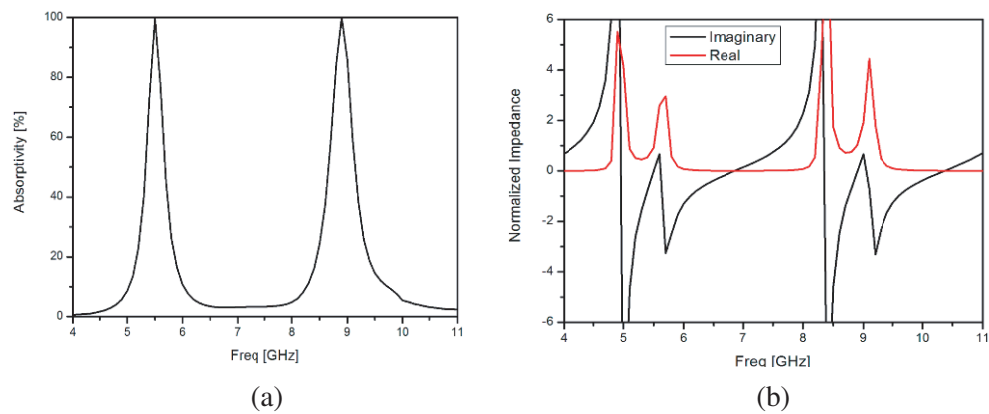 100
80
60
40
20
0
Absorptivity [%]
4 5 6 7 8 9 10 11
Freq [GHz]
(a)
6
4
2
0
-2
-4
-6
Normalized Impedance
Imaginary
Real
4 5 6 7 8 9 10 11
Freq [GHz]
(b)